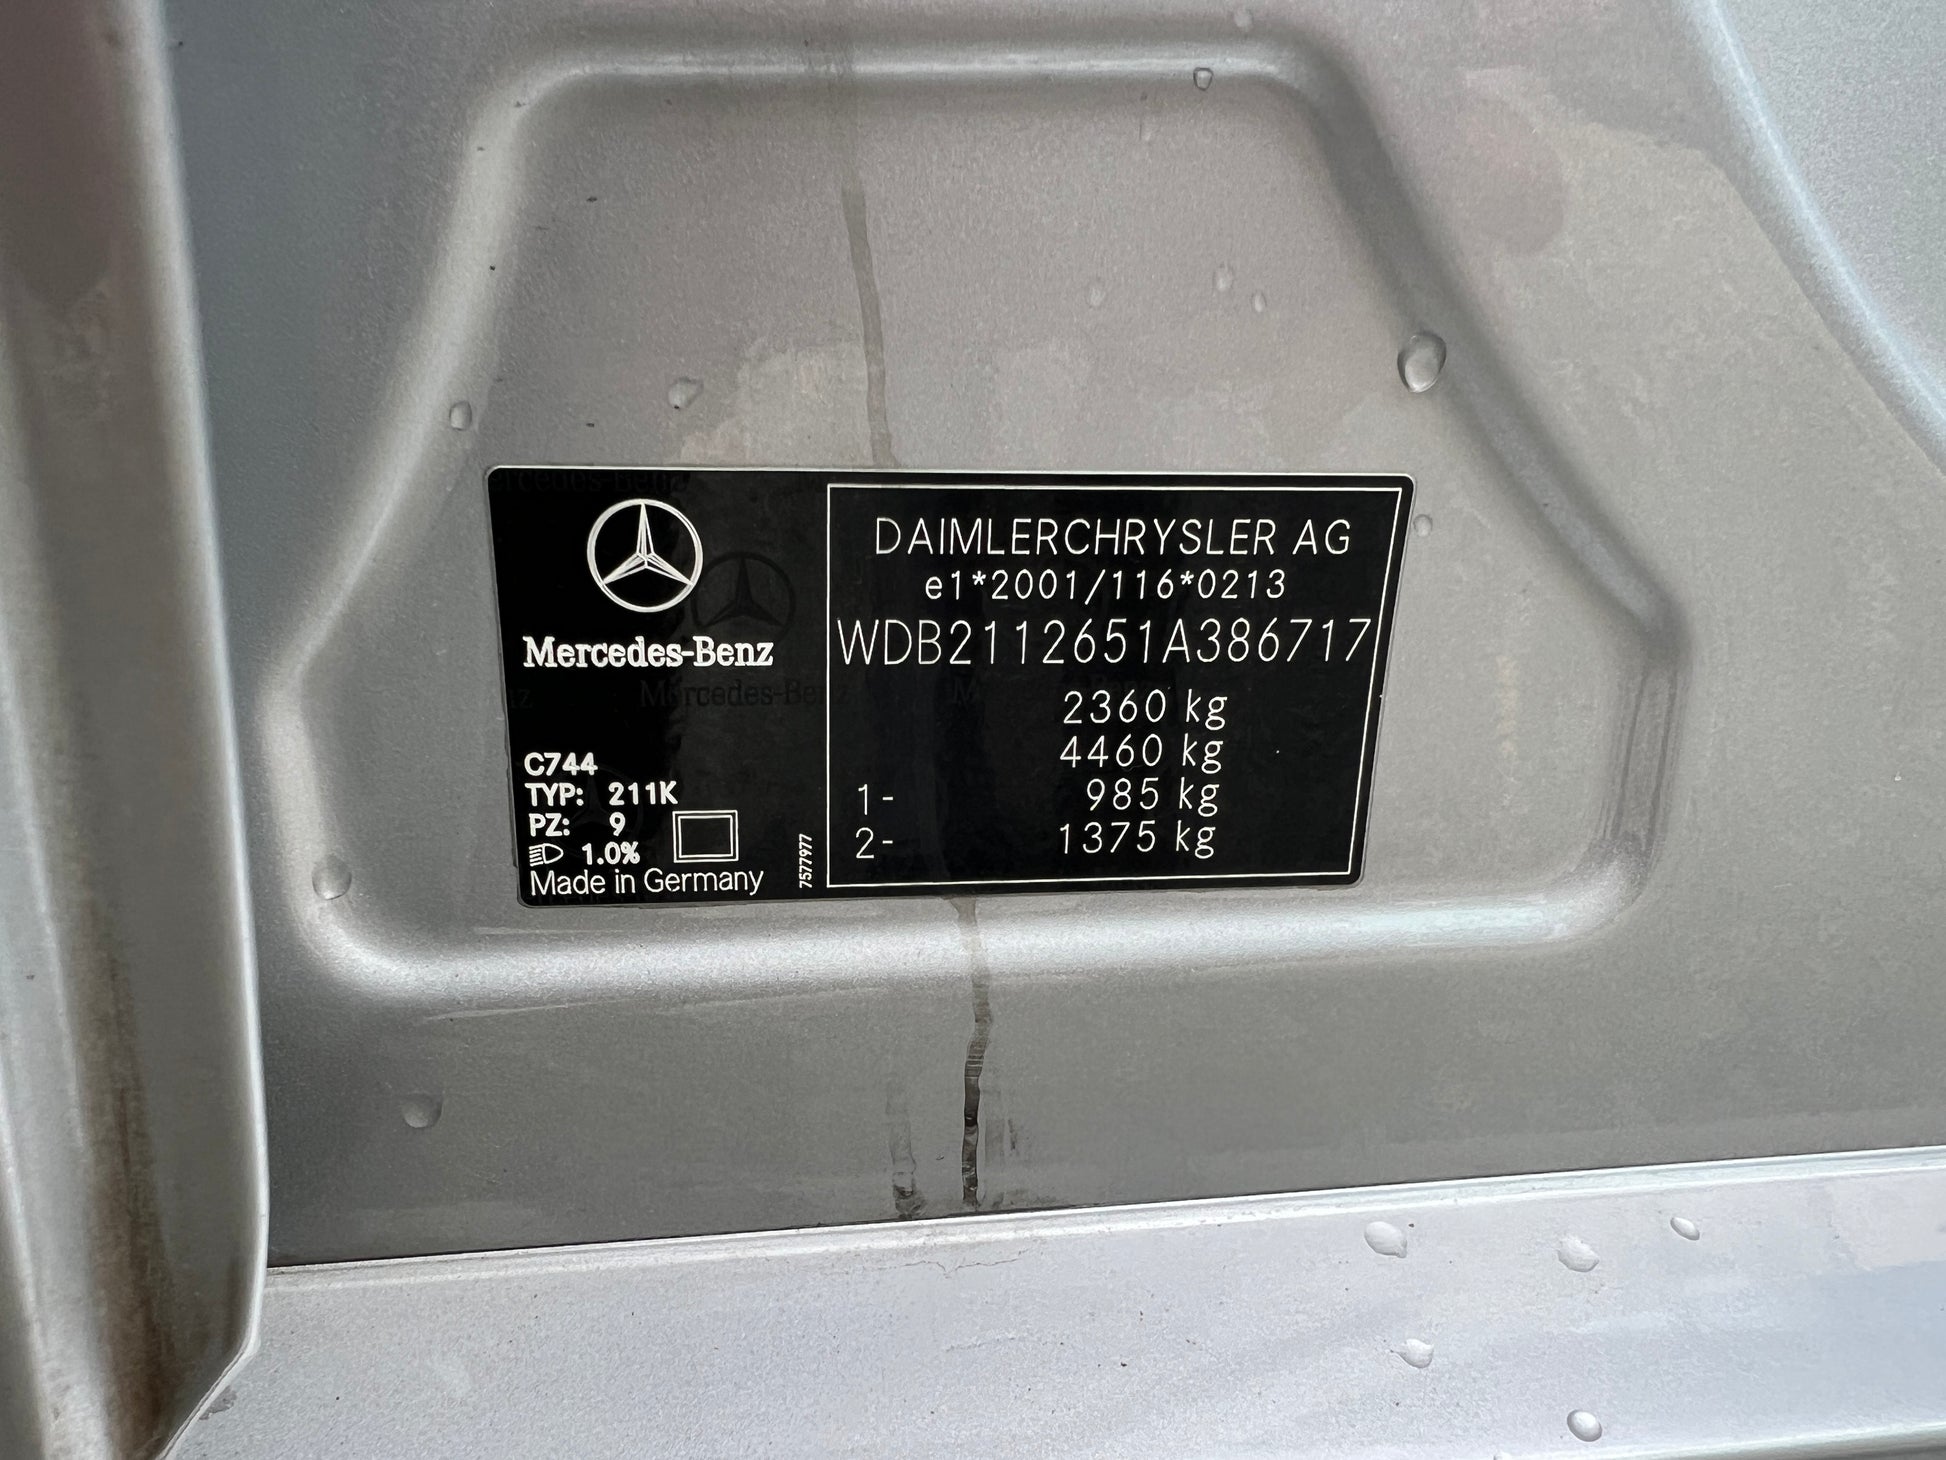 Mercedes-Benz
C744
TYP: 211K
PZ: 9
1.0%
Made in Germany
7577977
DAIMLERCHRYSLER AG
e1*2001/116*0213
WDB2112651A386717
2360 kg
4460 kg
1- 985 kg
2- 1375 kg